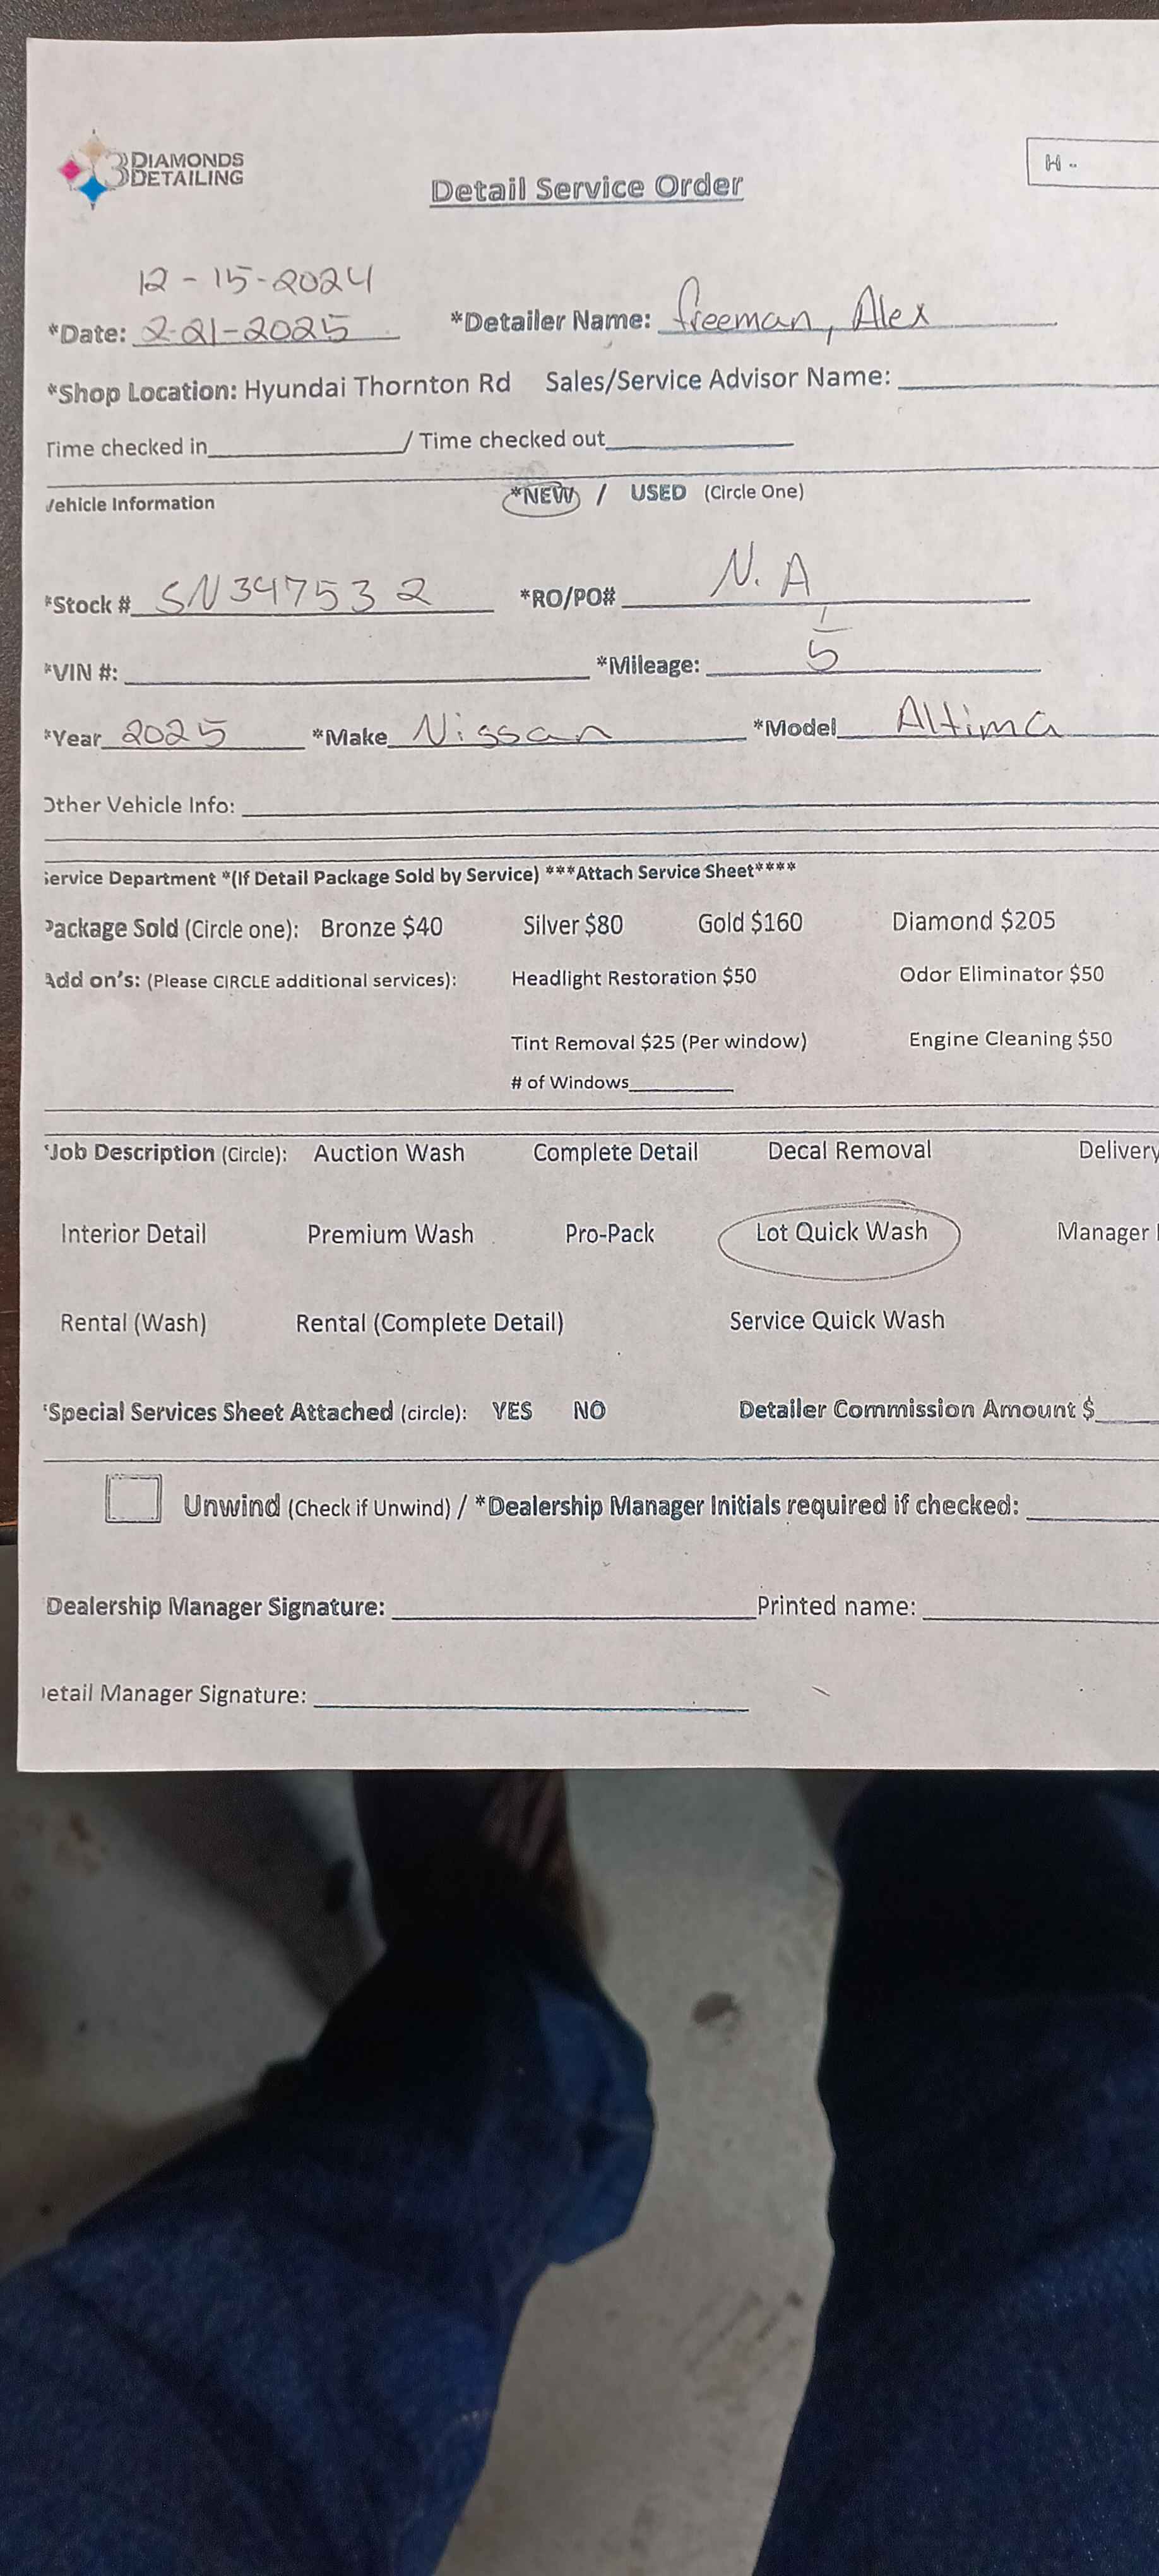 3 DIAMONDS
DETAILING
H -
Detail Service Order
12 - 15 - 2024
*Date: 2-21-2025 *Detailer Name: freeman, Alex
*Shop Location: Hyundai Thornton Rd Sales/Service Advisor Name:
Time checked in / Time checked out
Vehicle Information *NEW / USED (Circle One)
*Stock # SN347532 *RO/PO# N.A
*VIN #: *Mileage: 5
*Year 2025 *Make Nissan *Model Altima
Other Vehicle Info:
Service Department *(If Detail Package Sold by Service) ***Attach Service Sheet****
Package Sold (Circle one): Bronze $40 Silver $80 Gold $160 Diamond $205
Add on's: (Please CIRCLE additional services): Headlight Restoration $50 Odor Eliminator $50
Tint Removal $25 (Per window) Engine Cleaning $50
# of Windows
*Job Description (Circle): Auction Wash Complete Detail Decal Removal Delivery
Interior Detail Premium Wash Pro-Pack Lot Quick Wash Manager
Rental (Wash) Rental (Complete Detail) Service Quick Wash
*Special Services Sheet Attached (circle): YES NO Detailer Commission Amount $
Unwind (Check if Unwind) / *Dealership Manager Initials required if checked:
Dealership Manager Signature: Printed name:
Detail Manager Signature: